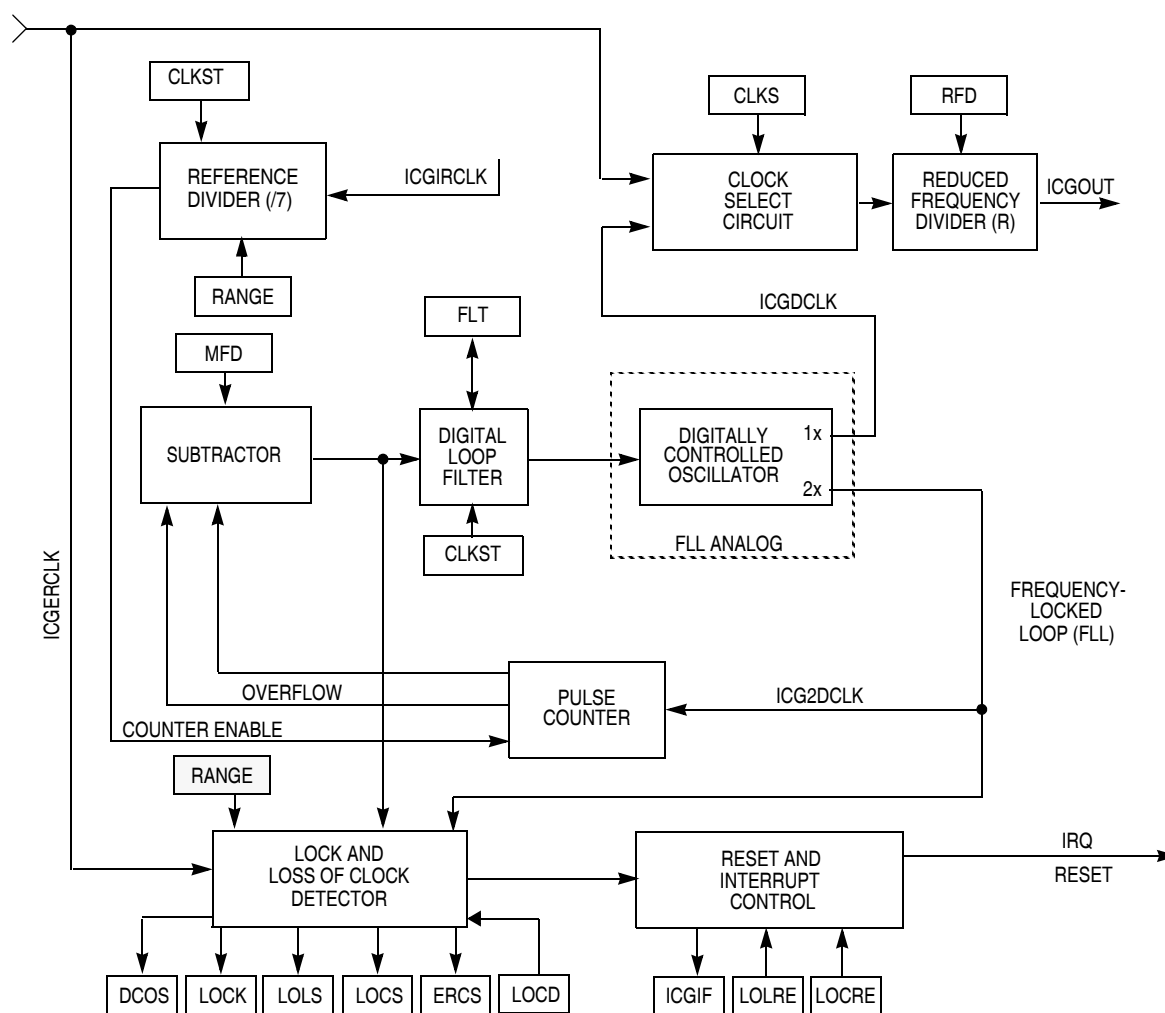 CLKST
CLKS
RFD
REFERENCE
DIVIDER (/7)
ICGIRCLK
CLOCK
SELECT
CIRCUIT
REDUCED
FREQUENCY
DIVIDER (R)
ICGOUT
RANGE
FLT
ICGDCLK
MFD
SUBTRACTOR
DIGITAL
LOOP
FILTER
DIGITALLY
CONTROLLED
OSCILLATOR
1x
2x
FLL ANALOG
CLKST
ICGERCLK
FREQUENCY-
LOCKED
LOOP (FLL)
OVERFLOW
PULSE
COUNTER
ICG2DCLK
COUNTER ENABLE
RANGE
LOCK AND
LOSS OF CLOCK
DETECTOR
RESET AND
INTERRUPT
CONTROL
IRQ
RESET
DCOS
LOCK
LOLS
LOCS
ERCS
LOCD
ICGIF
LOLRE
LOCRE